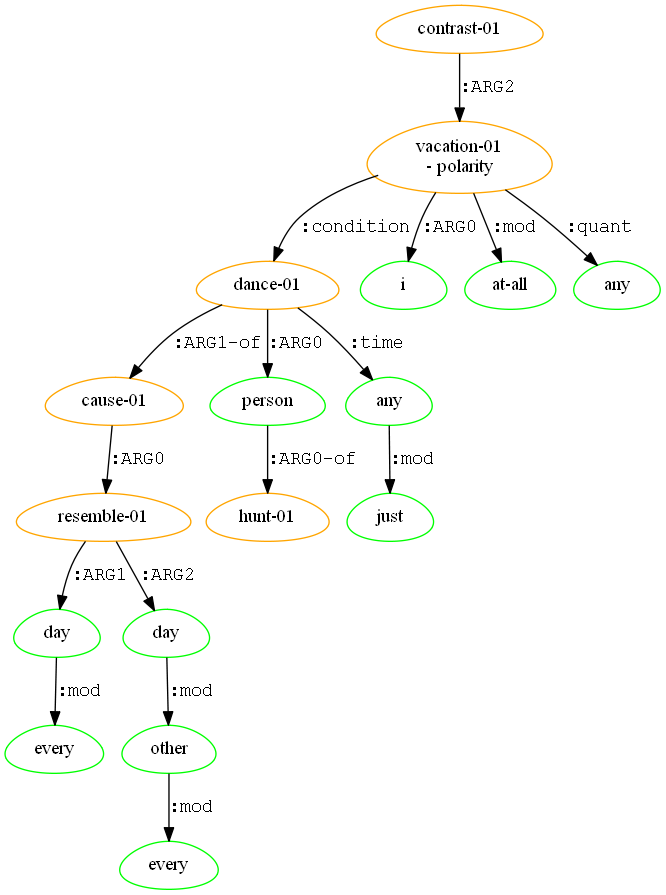 contrast-01
:ARG2
vacation-01
- polarity
:condition :ARG0 :mod :quant
dance-01 i at-all any
:ARG1-of :ARG0 :time
cause-01 person any
:ARG0 :ARG0-of :mod
resemble-01 hunt-01 just
:ARG1 :ARG2
day day
:mod :mod
every other
:mod
every